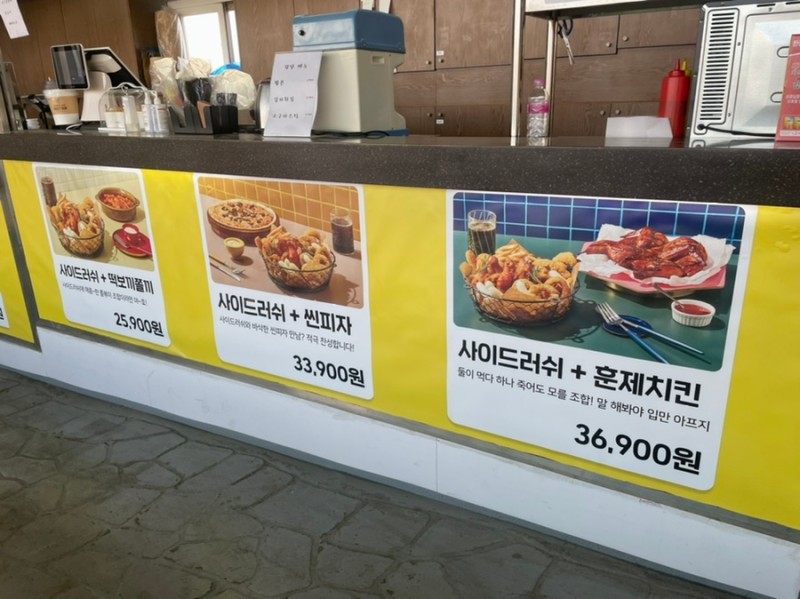 사이드러쉬 + 떡보끼쫄끼
25,900원
사이드러쉬 + 씬피자
사이드러쉬와 바삭한 씬피자 만남? 적극 찬성합니다!
33,900원
사이드러쉬 + 훈제치킨
둘이 먹다 하나 죽어도 모를 조합! 말 해봐야 입만 아프지
36,900원